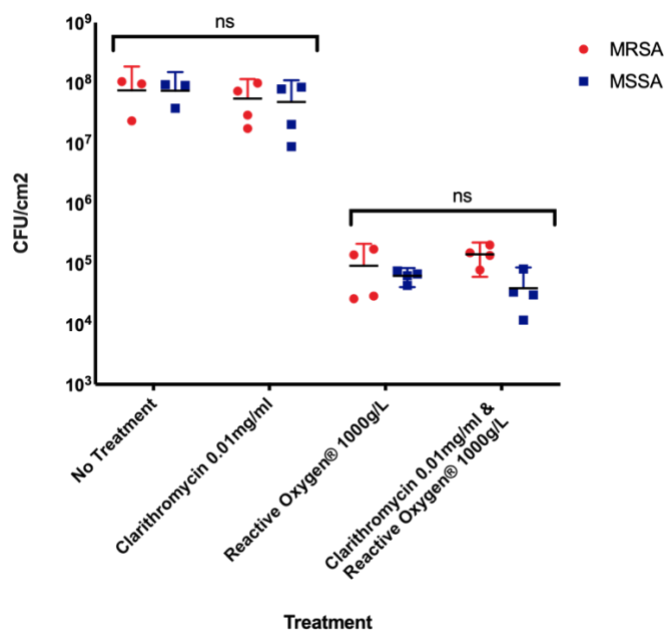 ns
10⁹
10⁸
10⁷
10⁶
10⁵
10⁴
10³
CFU/cm2
MRSA
MSSA
ns
No Treatment
Clarithromycin 0.01mg/ml
Reactive Oxygen® 1000g/L
Clarithromycin 0.01mg/ml &
Reactive Oxygen® 1000g/L
Treatment